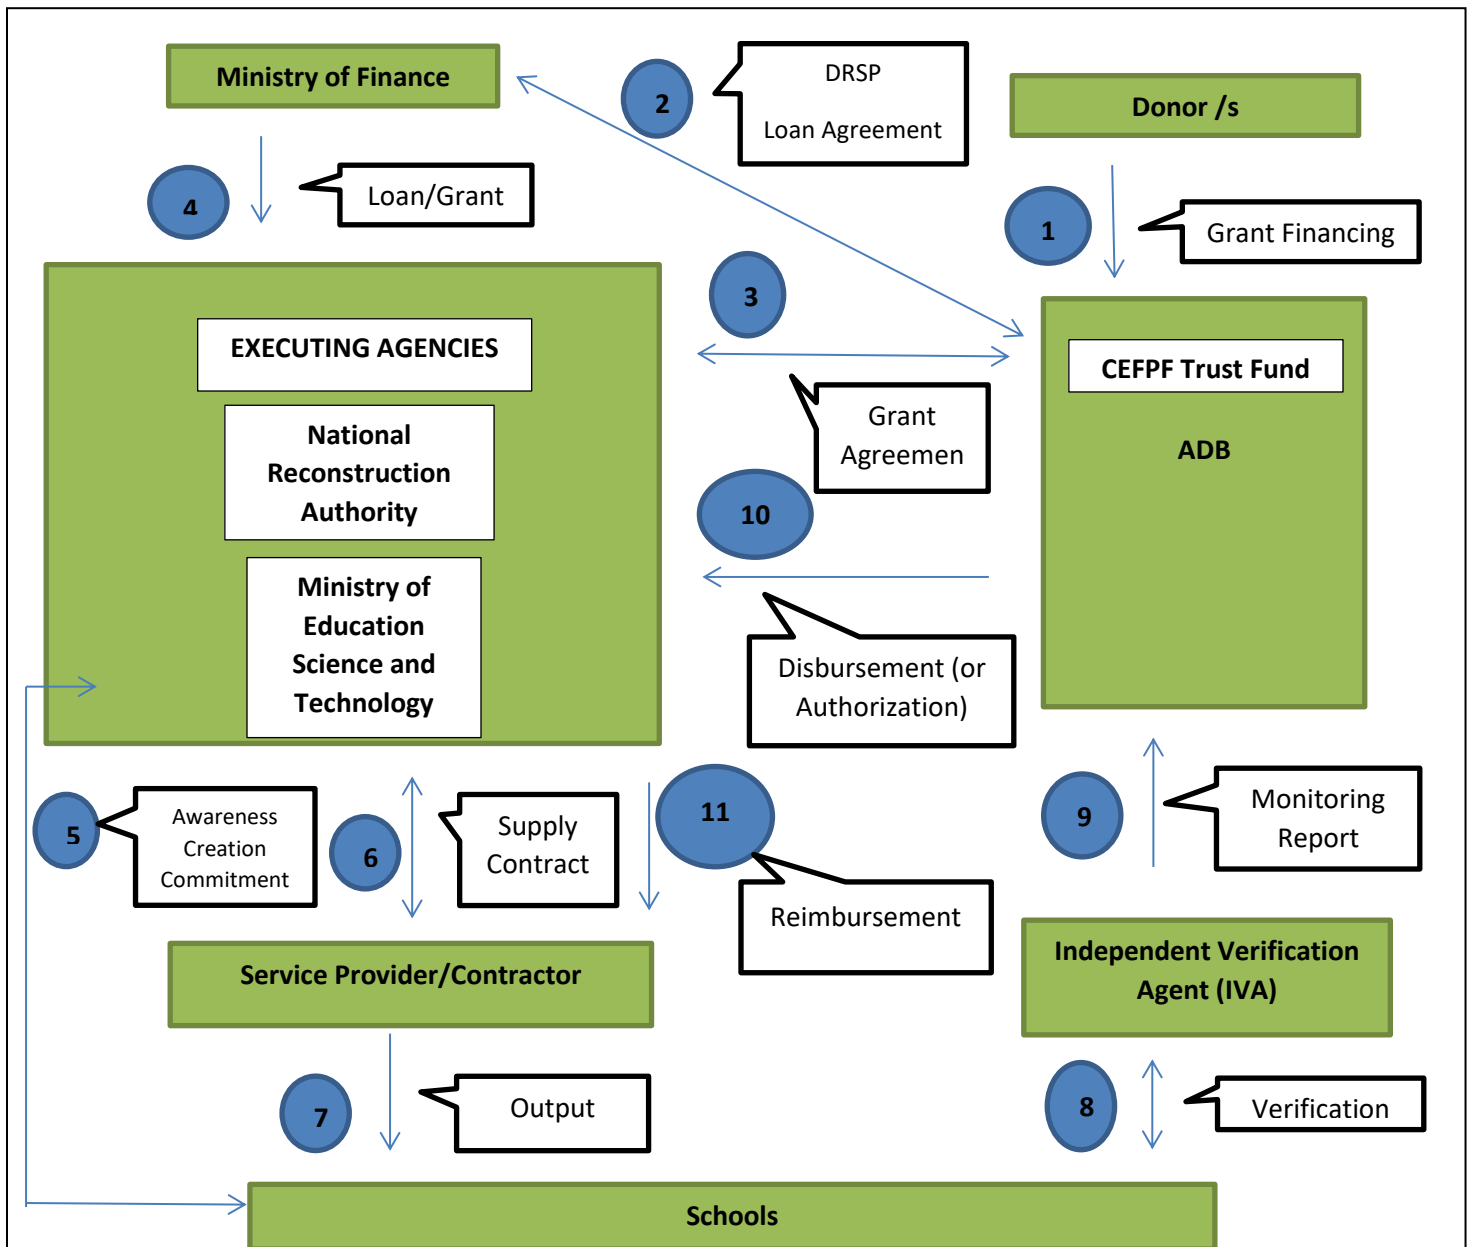 Ministry of Finance
2
DRSP
Loan Agreement
Donor /s
4
Loan/Grant
1
Grant Financing
3
EXECUTING AGENCIES
CEFPF Trust Fund
National
Reconstruction
Authority
Grant
Agreemen
ADB
10
Ministry of
Education
Science and
Technology
Disbursement (or
Authorization)
5
Awareness
Creation
Commitment
6
Supply
Contract
11
Reimbursement
9
Monitoring
Report
Service Provider/Contractor
Independent Verification
Agent (IVA)
7
Output
8
Verification
Schools